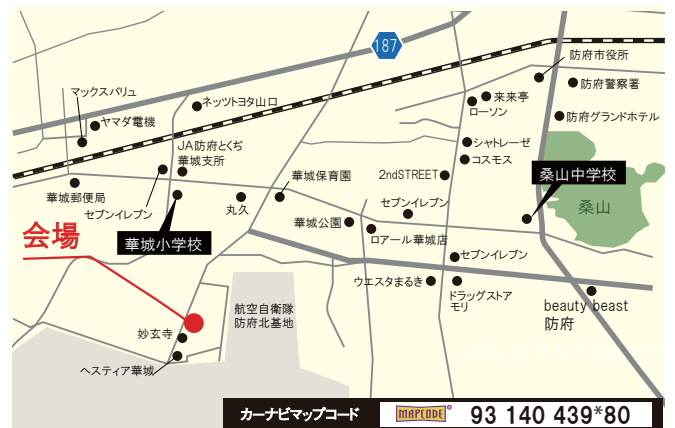 187
防府市役所
マックスバリュ
ネッツトヨタ山口
来来亭
防府警察署
ローソン
ヤマダ電機
防府グランドホテル
JA防府とくぢ
華城支所
シャトレーゼ
コスモス
華城保育園
2ndSTREET
桑山中学校
華城郵便局
セブンイレブン
丸久
セブンイレブン
桑山
華城公園
会場
華城小学校
ロアール華城店
セブンイレブン
ウエスタまるき
ドラッグストア
モリ
航空自衛隊
防府北基地
beauty beast
防府
妙玄寺
ヘスティア華城
カーナビマップコード
MAPCODE
93 140 439*80